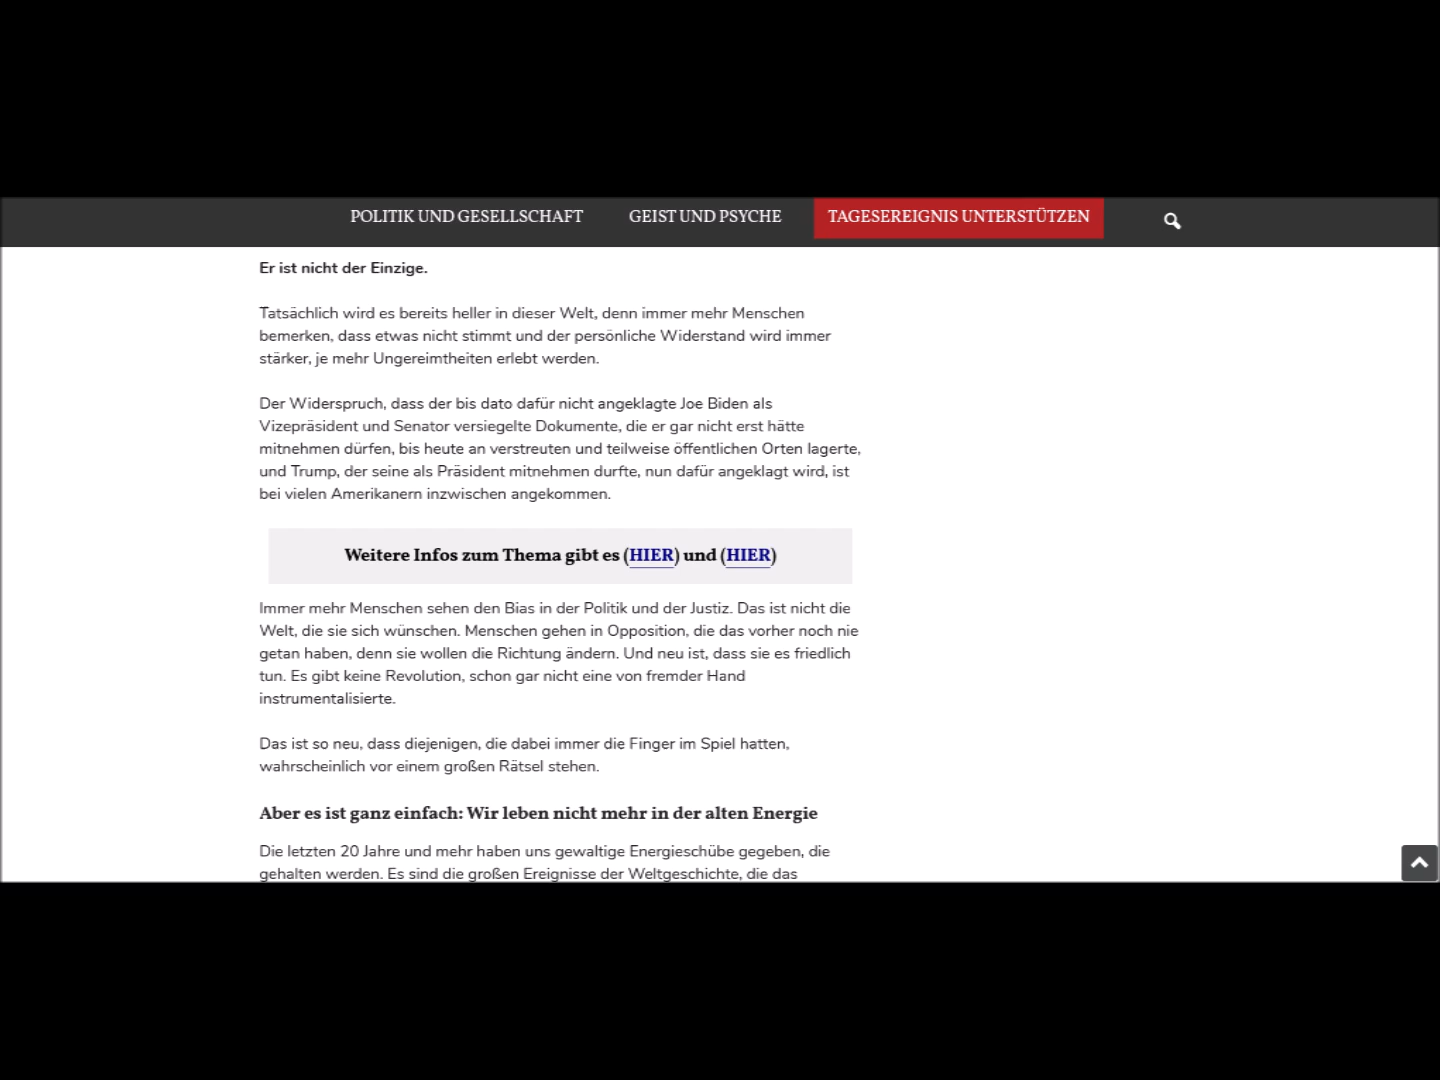 POLITIK UND GESELLSCHAFT GEIST UND PSYCHE TAGESEREIGNIS UNTERSTÜTZEN
Er ist nicht der Einzige.
Tatsächlich wird es bereits heller in dieser Welt, denn immer mehr Menschen
bemerken, dass etwas nicht stimmt und der persönliche Widerstand wird immer
stärker, je mehr Ungereimtheiten erlebt werden.
Der Widerspruch, dass der bis dato dafür nicht angeklagte Joe Biden als
Vizepräsident und Senator versiegelte Dokumente, die er gar nicht erst hätte
mitnehmen dürfen, bis heute an verstreuten und teilweise öffentlichen Orten lagerte,
und Trump, der seine als Präsident mitnehmen durfte, nun dafür angeklagt wird, ist
bei vielen Amerikanern inzwischen angekommen.
Weitere Infos zum Thema gibt es (HIER) und (HIER)
Immer mehr Menschen sehen den Bias in der Politik und der Justiz. Das ist nicht die
Welt, die sie sich wünschen. Menschen gehen in Opposition, die das vorher noch nie
getan haben, denn sie wollen die Richtung ändern. Und neu ist, dass sie es friedlich
tun. Es gibt keine Revolution, schon gar nicht eine von fremder Hand
instrumentalisierte.
Das ist so neu, dass diejenigen, die dabei immer die Finger im Spiel hatten,
wahrscheinlich vor einem großen Rätsel stehen.
Aber es ist ganz einfach: Wir leben nicht mehr in der alten Energie
Die letzten 20 Jahre und mehr haben uns gewaltige Energieschübe gegeben, die
gehalten werden. Es sind die großen Ereignisse der Weltgeschichte, die das